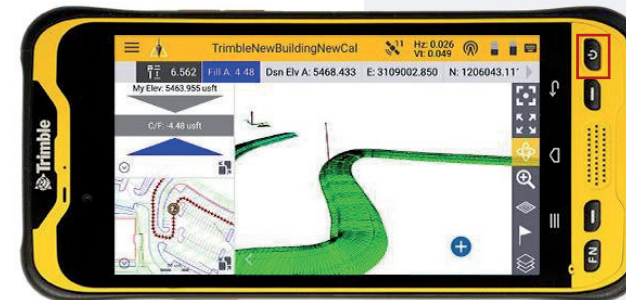 TrimbleNewBuildingNewCal
11
Hz: 0.026
Vt: 0.049
6.562
Fill A: 4.48
Dsn Elv A: 5468.433
E: 3109002.850
N: 1206043.11
My Elev: 5463.955 usft
C/F: -4.48 usft
Trimble
FN